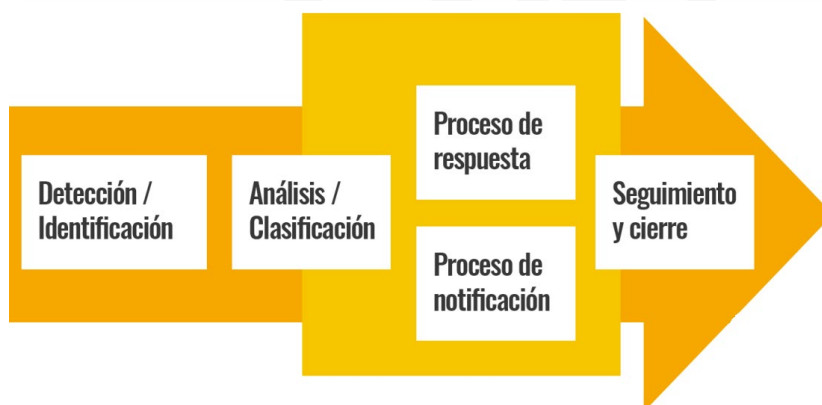 Detección /
Identificación
Análisis /
Clasificación
Proceso de
respuesta
Proceso de
notificación
Seguimiento
y cierre